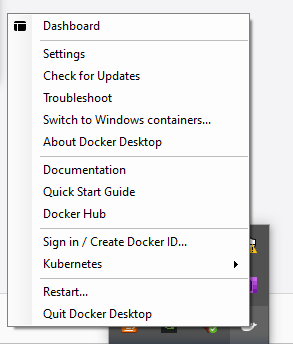 Dashboard
Settings
Check for Updates
Troubleshoot
Switch to Windows containers...
About Docker Desktop
Documentation
Quick Start Guide
Docker Hub
Sign in / Create Docker ID...
Kubernetes
Restart...
Quit Docker Desktop